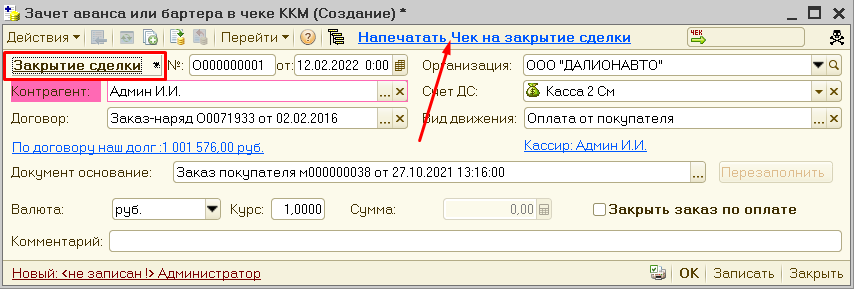 Зачет аванса или бартера в чеке ККМ (Создание) *
Действия Перейти Напечатать Чек на закрытие сделки ЧЕК
Закрытие сделки №: О000000001 от: 12.02.2022 0:00 Организация: ООО "ДАЛИОНАВТО"
Контрагент: Админ И.И. ... Счет ДС: Касса 2 См
Договор: Заказ-наряд О0071933 от 02.02.2016 ... Вид движения: Оплата от покупателя ...
По договору наш долг :1 001 576,00 руб. Кассир: Админ И.И.
Документ основание: Заказ покупателя м000000038 от 27.10.2021 13:16:00 ... Перезаполнить
Валюта: руб. Курс: 1,0000 Сумма: 0,00 Закрыть заказ по оплате
Комментарий:
Новый: <не записан !> Администратор OK Записать Закрыть